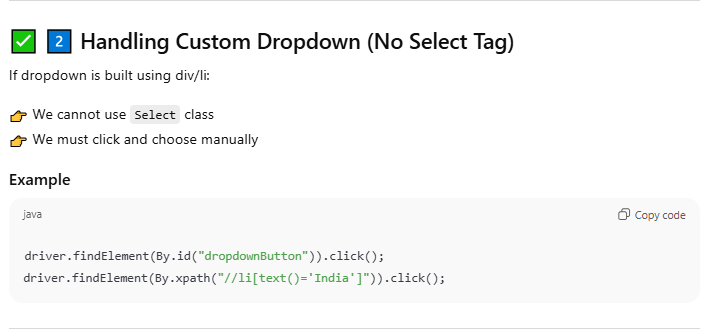 ✅ 2️⃣ Handling Custom Dropdown (No Select Tag)
If dropdown is built using div/li:
👉 We cannot use Select class
👉 We must click and choose manually
Example
java
Copy code
driver.findElement(By.id("dropdownButton")).click();
driver.findElement(By.xpath("//li[text()='India']")).click();